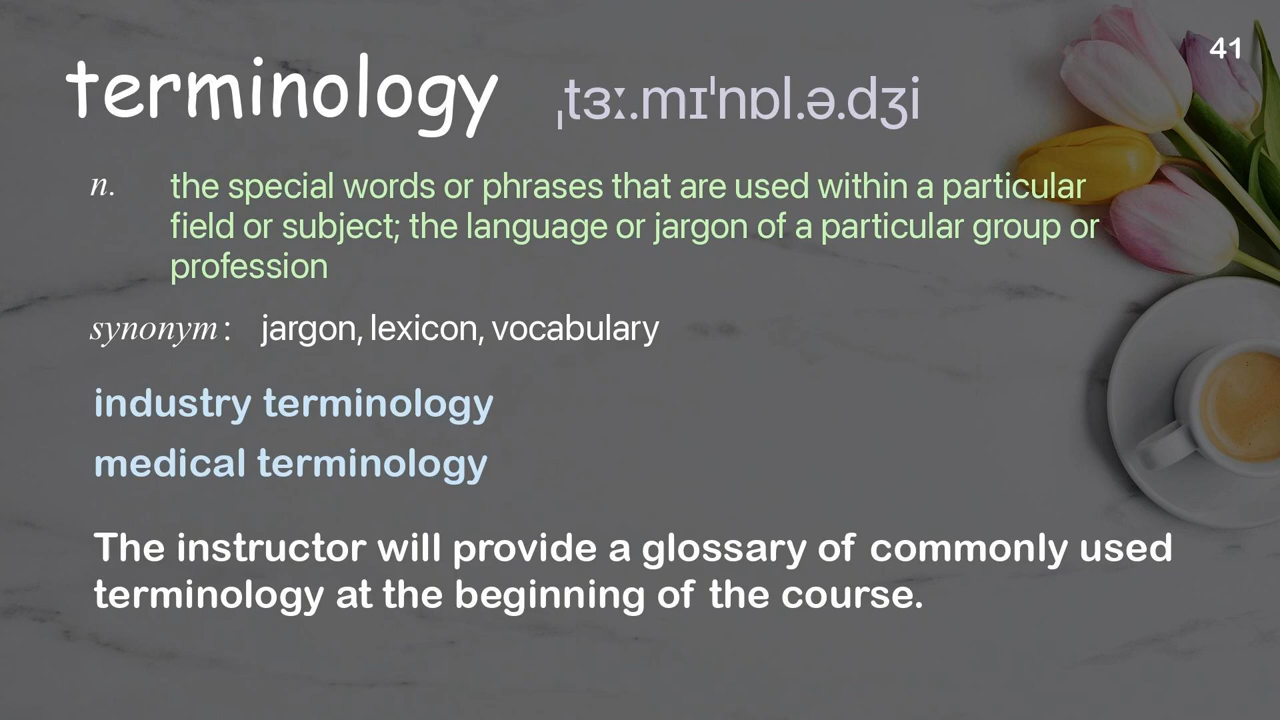 41
terminology ˌtɜː.mɪˈnɒl.ə.dʒi
n. the special words or phrases that are used within a particular
field or subject; the language or jargon of a particular group or
profession
synonym: jargon, lexicon, vocabulary
industry terminology
medical terminology
The instructor will provide a glossary of commonly used
terminology at the beginning of the course.